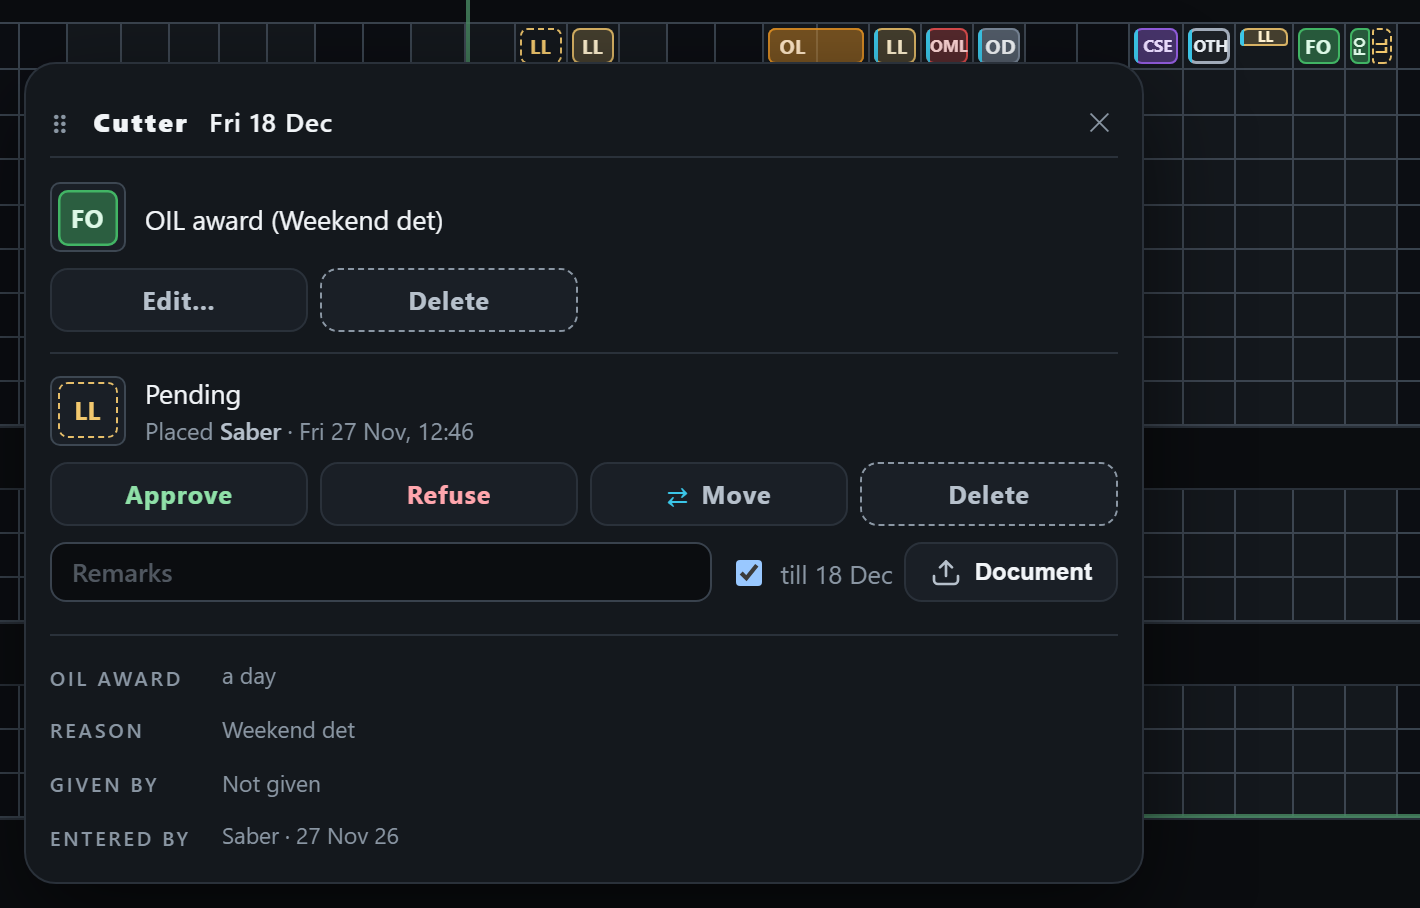 LL LL OL LL OML OD CSE OTH LL FO FO LL
Cutter Fri 18 Dec
FO OIL award (Weekend det)
Edit... Delete
LL Pending
Placed Saber · Fri 27 Nov, 12:46
Approve Refuse Move Delete
Remarks till 18 Dec Document
OIL AWARD a day
REASON Weekend det
GIVEN BY Not given
ENTERED BY Saber · 27 Nov 26